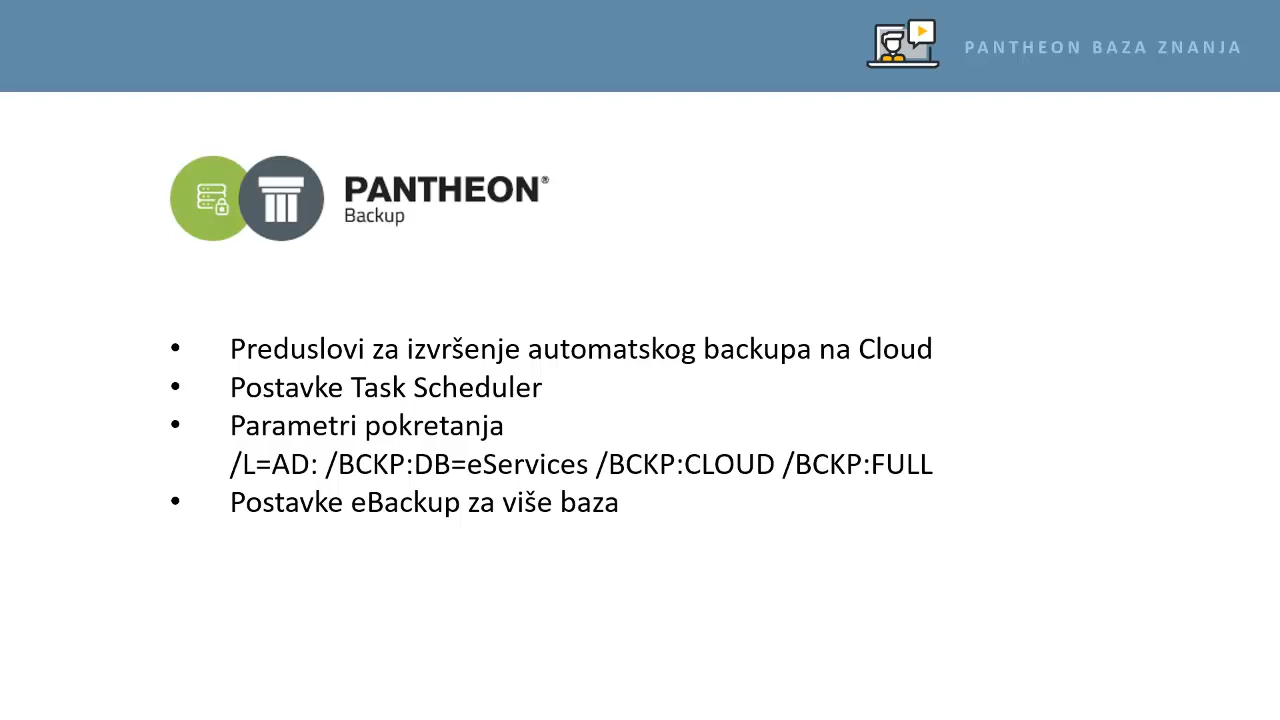 PANTHEON BAZA ZNANJA
PANTHEON®
Backup
• Preduslovi za izvršenje automatskog backupa na Cloud
• Postavke Task Scheduler
• Parametri pokretanja
/L=AD: /BCKP:DB=eServices /BCKP:CLOUD /BCKP:FULL
• Postavke eBackup za više baza